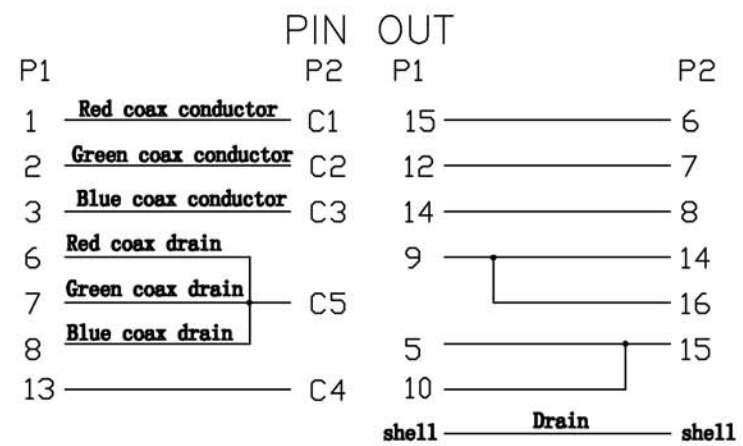 PIN OUT
P1 P2 P1 P2
1 Red coax conductor C1 15 6
2 Green coax conductor C2 12 7
3 Blue coax conductor C3 14 8
6 Red coax drain 9 14
7 Green coax drain C5 16
8 Blue coax drain 5 15
13 C4 10
shell Drain shell